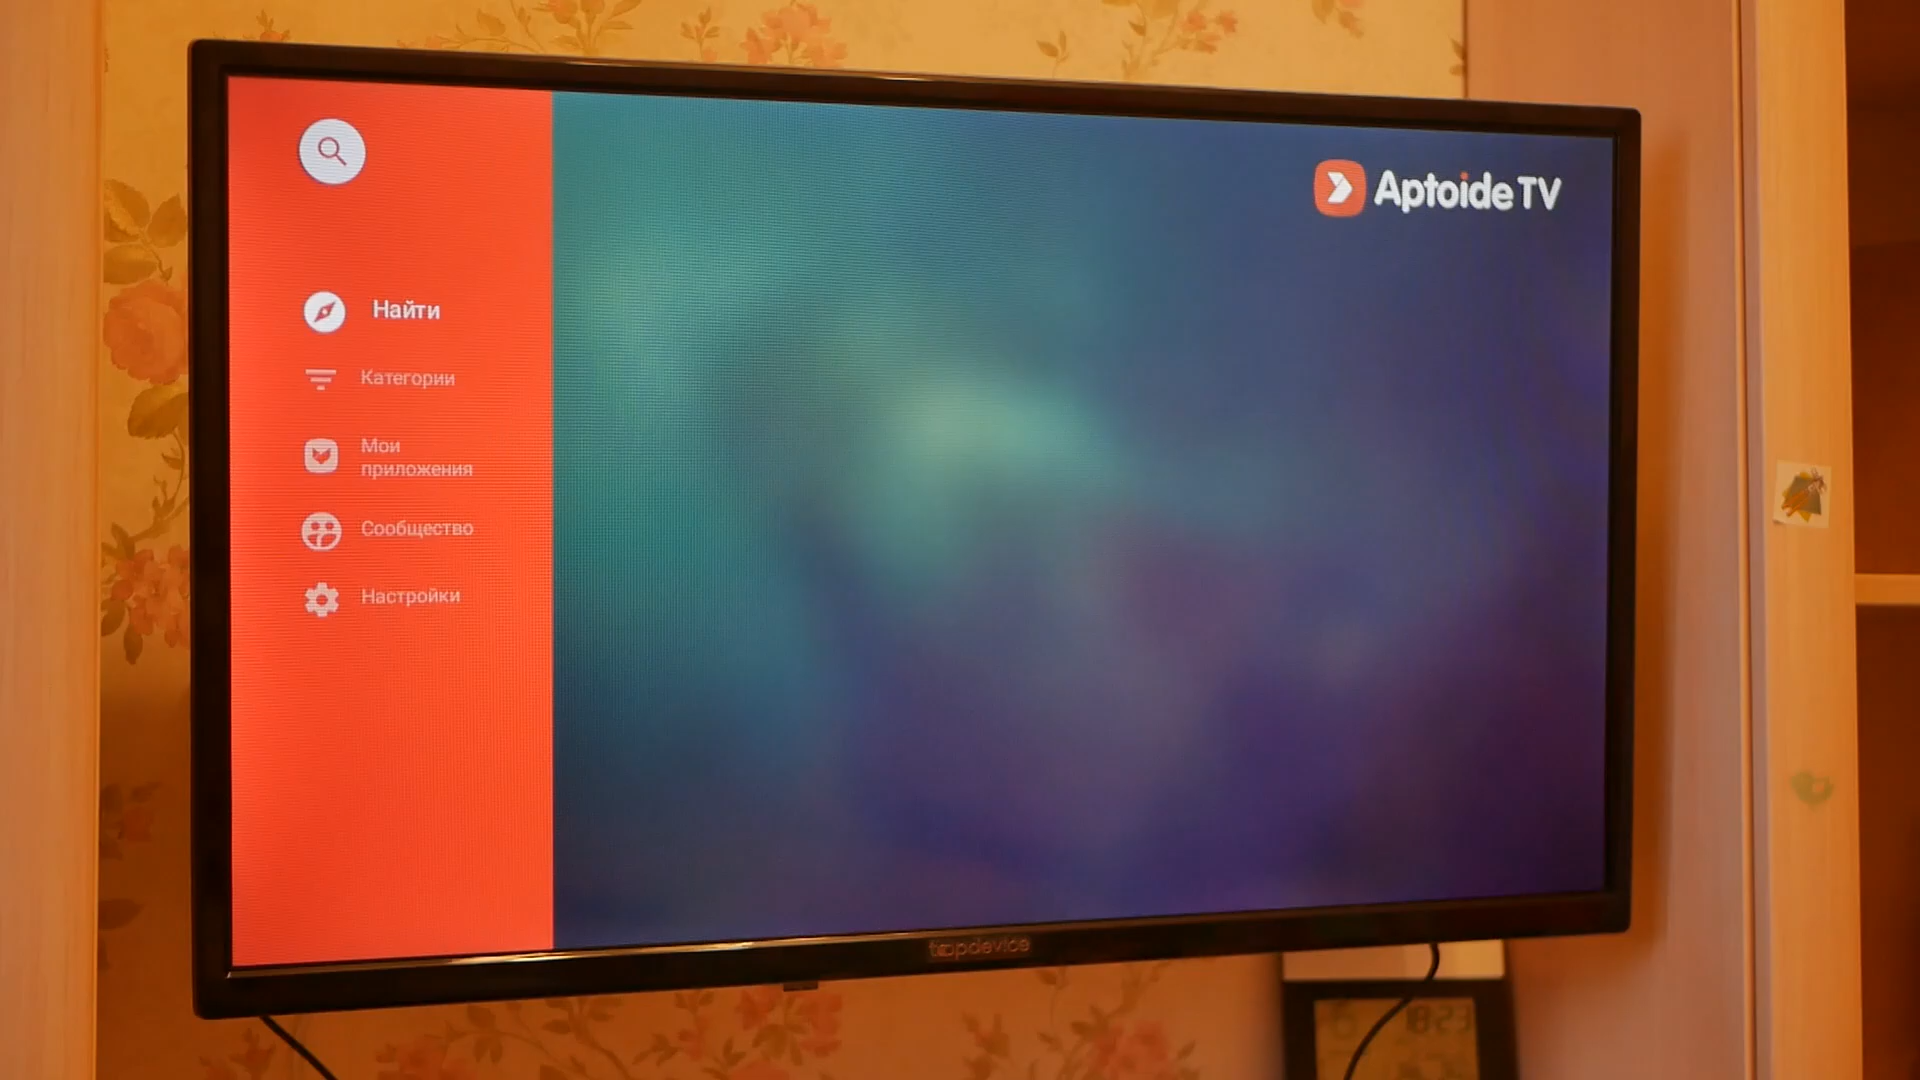 Aptoide TV
Найти
Категории
Мои
приложения
Сообщество
Настройки
topdevice